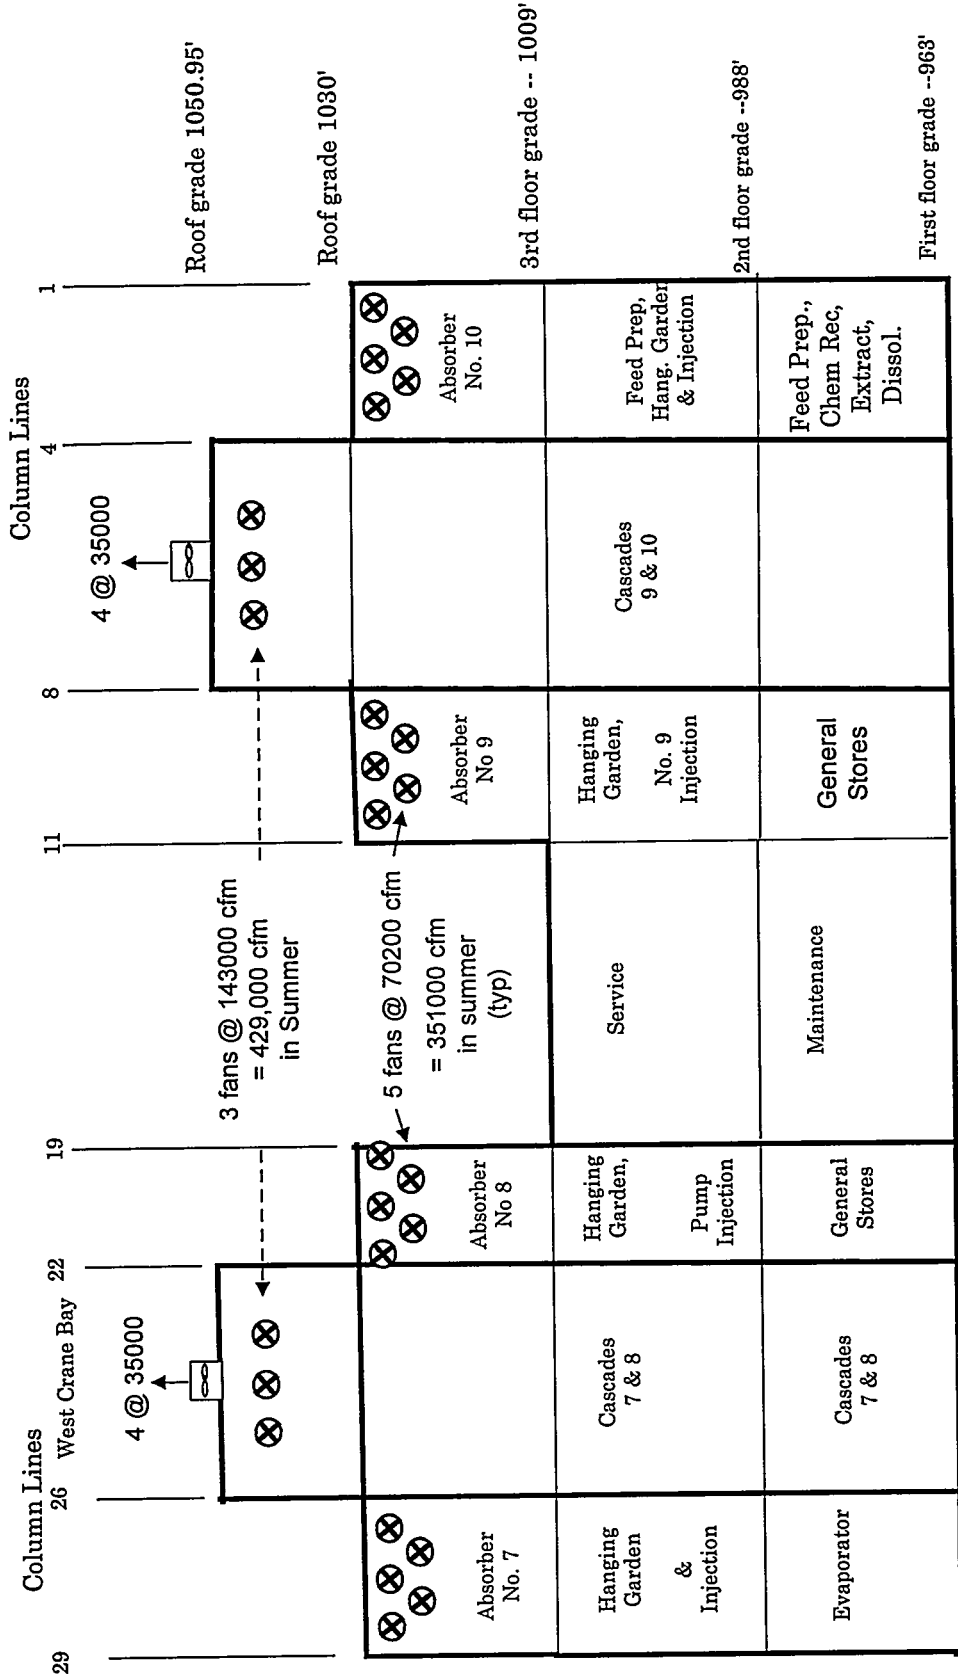 Column Lines
Column Lines
29
26
22
19
11
8
4
1
West Crane Bay
4 @ 35000
4 @ 35000
Roof grade 1050.95'
Roof grade 1030'
3rd floor grade -- 1009'
2nd floor grade --988'
First floor grade --963'
3 fans @ 143000 cfm
= 429,000 cfm
in Summer
5 fans @ 70200 cfm
= 351000 cfm
in summer
(typ)
Absorber
No. 7
Absorber
No 8
Absorber
No 9
Absorber
No. 10
Hanging
Garden
&
Injection
Cascades
7 & 8
Hanging
Garden,
Pump
Injection
Service
Hanging
Garden,
No. 9
Injection
Cascades
9 & 10
Feed Prep,
Hang. Garden
& Injection
Evaporator
Cascades
7 & 8
General
Stores
Maintenance
General
Stores
Feed Prep.,
Chem Rec,
Extract,
Dissol.